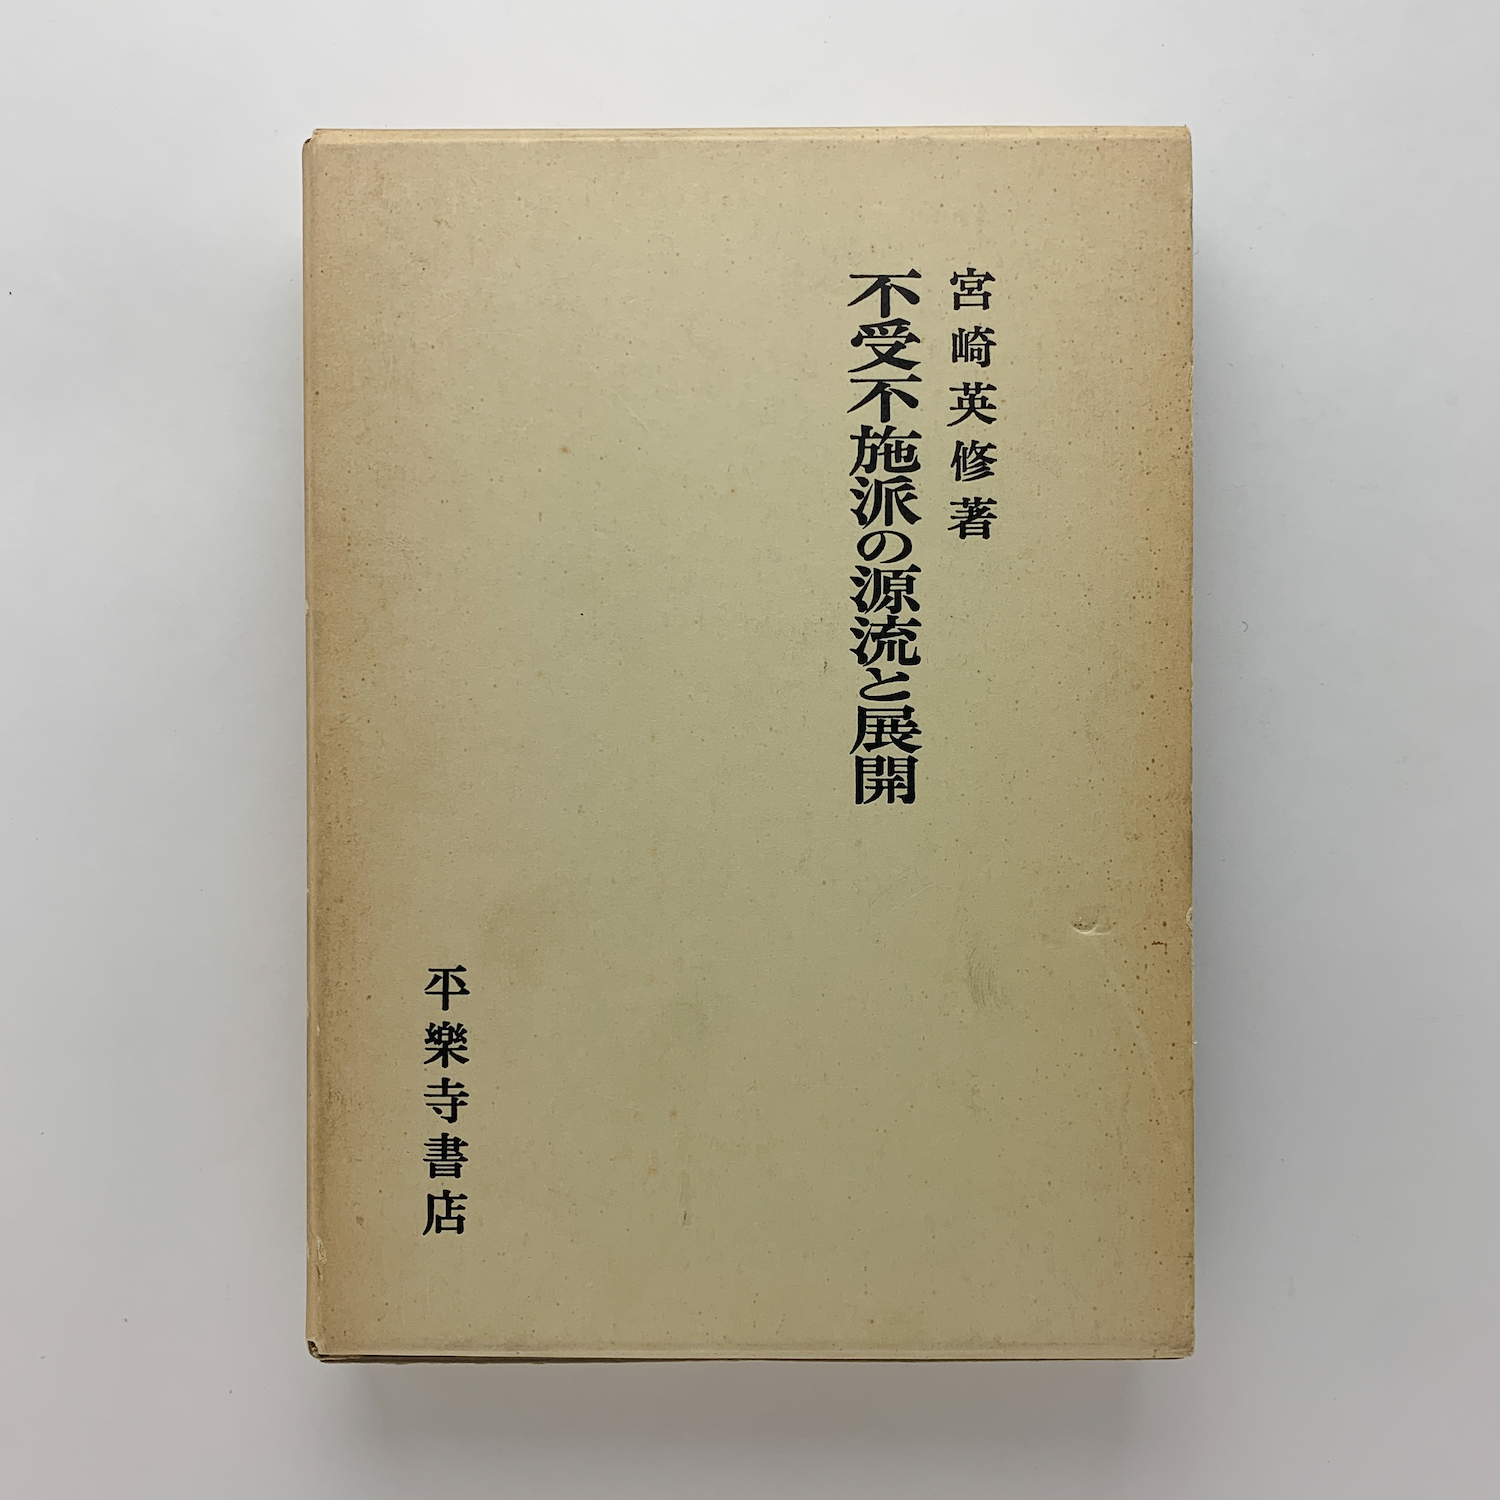 宮崎英修著
不受不施派の源流と展開
平樂寺書店